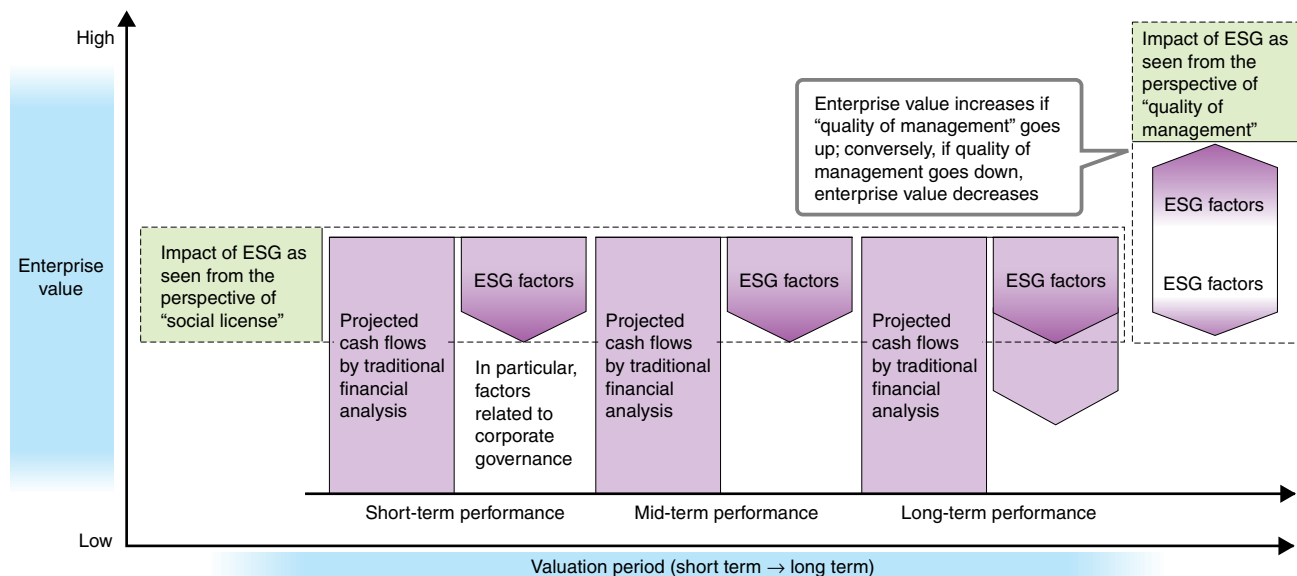 High
Impact of ESG as
seen from the
perspective of
“quality of
management”
Enterprise value increases if
“quality of management” goes
up; conversely, if quality of
management goes down,
enterprise value decreases
ESG factors
ESG factors
Enterprise
value
Impact of ESG as
seen from the
perspective of
“social license”
Projected
cash flows
by traditional
financial
analysis
ESG factors
In particular,
factors
related to
corporate
governance
Projected
cash flows
by traditional
financial
analysis
ESG factors
Projected
cash flows
by traditional
financial
analysis
ESG factors
Short-term performance
Mid-term performance
Long-term performance
Low
Valuation period (short term → long term)